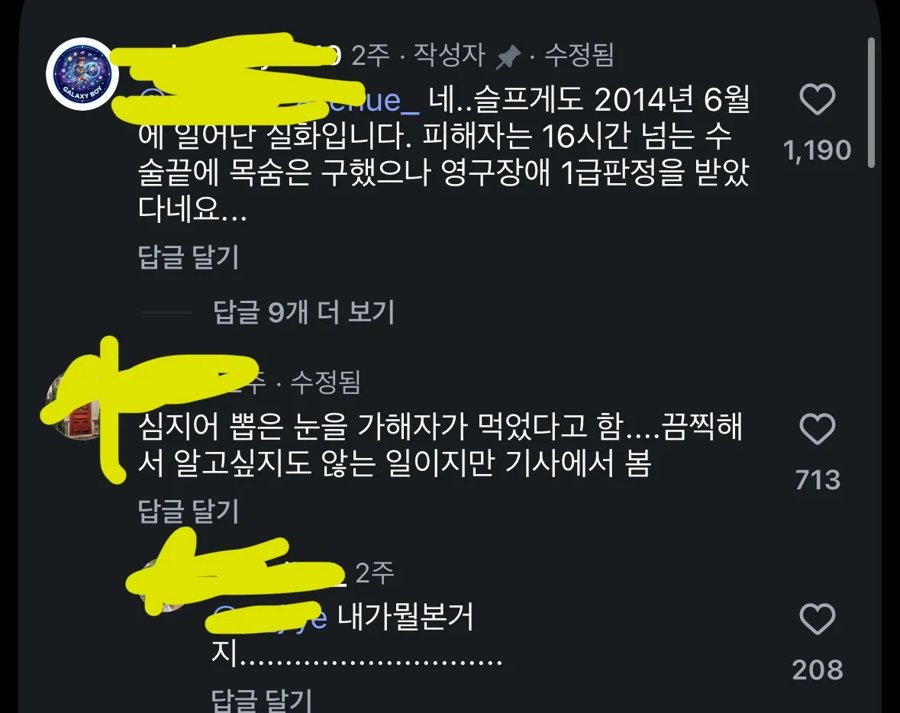 GALAXY BOY
2주 · 작성자 · 수정됨
네..슬프게도 2014년 6월
에 일어난 실화입니다. 피해자는 16시간 넘는 수
술끝에 목숨은 구했으나 영구장애 1급판정을 받았
다네요...
1,190
답글 달기
답글 9개 더 보기
수정됨
심지어 뽑은 눈을 가해자가 먹었다고 함....끔찍해
서 알고싶지도 않는 일이지만 기사에서 봄
713
답글 달기
2주
내가뭘본거
지.............................
208
답글 달기